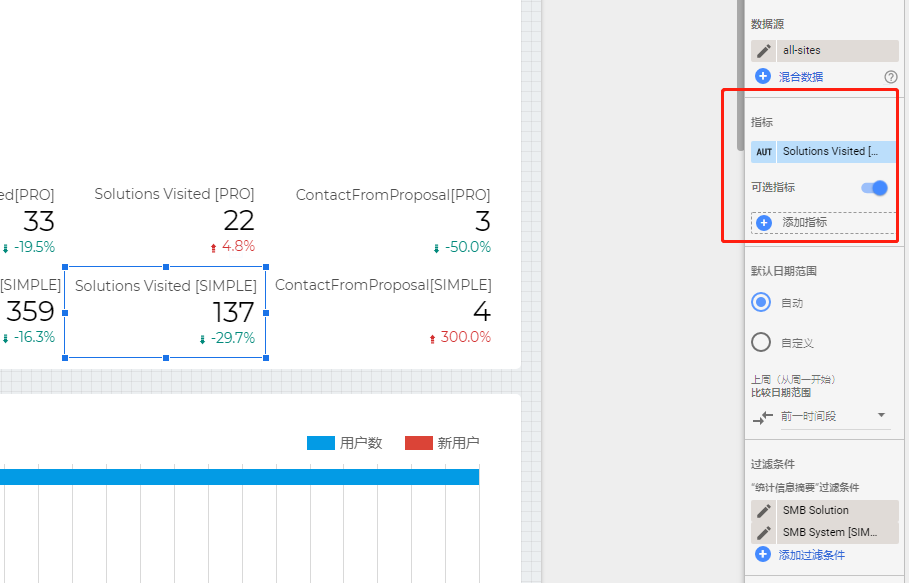 数据源
all-sites
混合数据
指标
AUT Solutions Visited [...
可选指标
添加指标
默认日期范围
自动
自定义
上周（从周一开始）
比较日期范围
前一时间段
过滤条件
"统计信息摘要"过滤条件
SMB Solution
SMB System [SIM...
添加过滤条件
ed[PRO] Solutions Visited [PRO] ContactFromProposal[PRO]
33 22 3
-19.5% 4.8% -50.0%
[SIMPLE] Solutions Visited [SIMPLE] ContactFromProposal[SIMPLE]
359 137 4
-16.3% -29.7% 300.0%
用户数 新用户